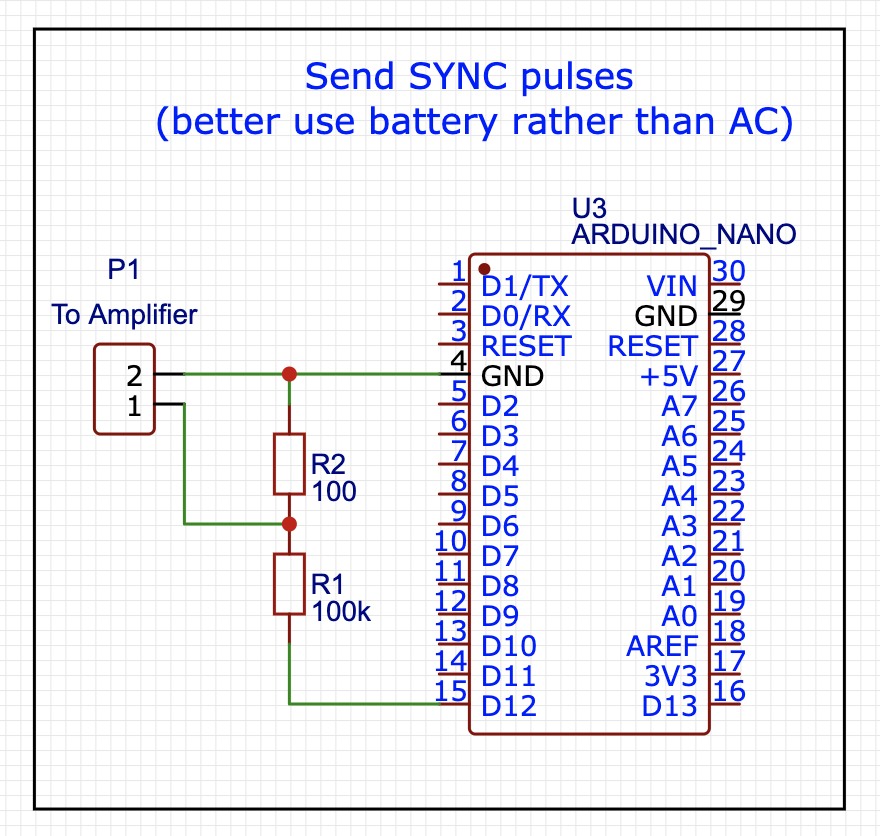 Send SYNC pulses
(better use battery rather than AC)
U3
ARDUINO_NANO
P1
To Amplifier
2
1
R2
100
R1
100k
1 D1/TX VIN 30
2 D0/RX GND 29
3 RESET RESET 28
4 GND +5V 27
5 D2 A7 26
6 D3 A6 25
7 D4 A5 24
8 D5 A4 23
9 D6 A3 22
10 D7 A2 21
11 D8 A1 20
12 D9 A0 19
13 D10 AREF 18
14 D11 3V3 17
15 D12 D13 16